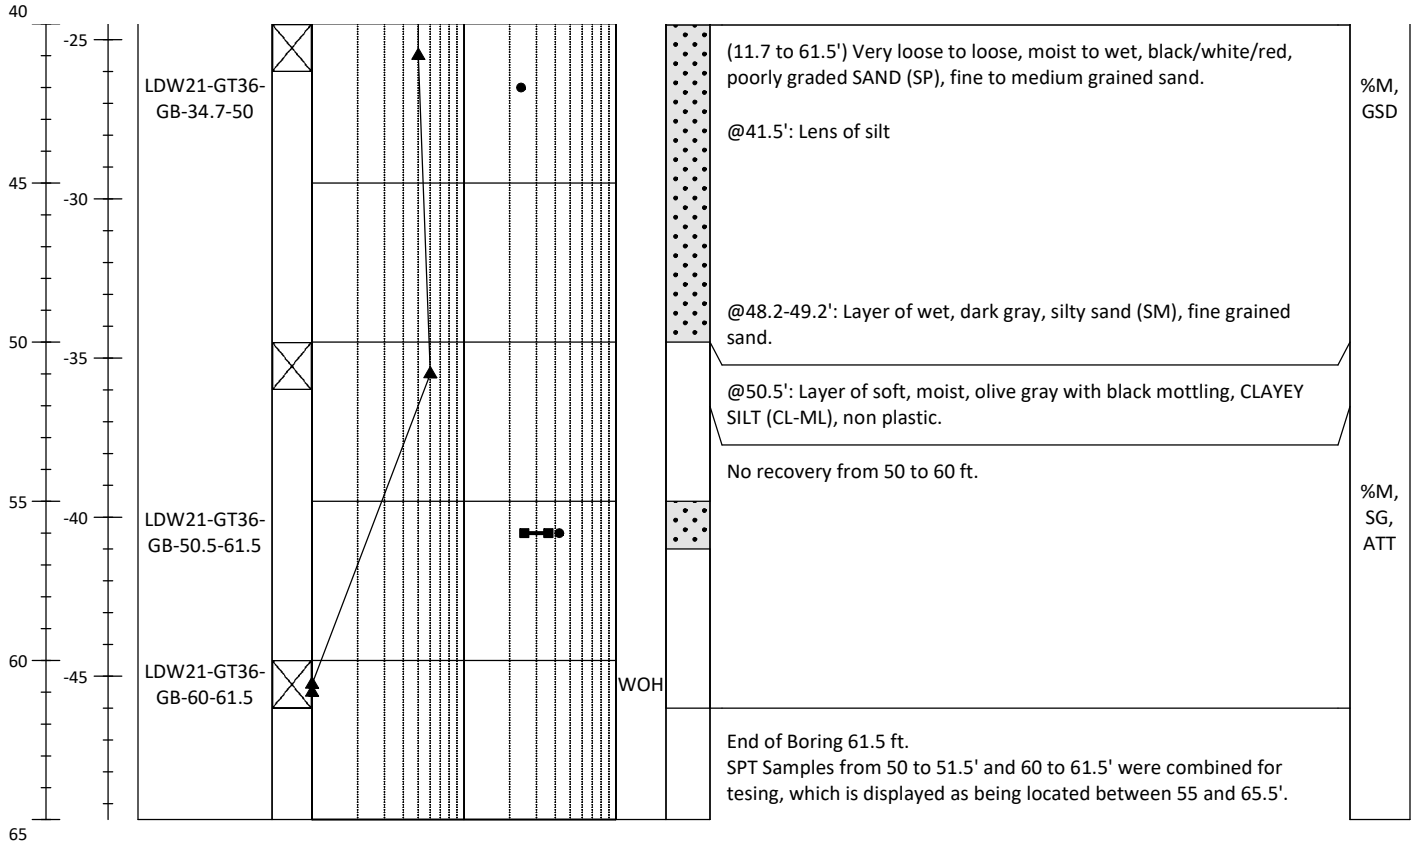 40
-25
(11.7 to 61.5') Very loose to loose, moist to wet, black/white/red,
poorly graded SAND (SP), fine to medium grained sand.
LDW21-GT36-
GB-34.7-50
%M,
GSD
@41.5': Lens of silt
45
-30
@48.2-49.2': Layer of wet, dark gray, silty sand (SM), fine grained
sand.
50
-35
@50.5': Layer of soft, moist, olive gray with black mottling, CLAYEY
SILT (CL-ML), non plastic.
No recovery from 50 to 60 ft.
55
-40
LDW21-GT36-
GB-50.5-61.5
%M,
SG,
ATT
60
-45
LDW21-GT36-
GB-60-61.5
WOH
End of Boring 61.5 ft.
SPT Samples from 50 to 51.5' and 60 to 61.5' were combined for
tesing, which is displayed as being located between 55 and 65.5'.
65